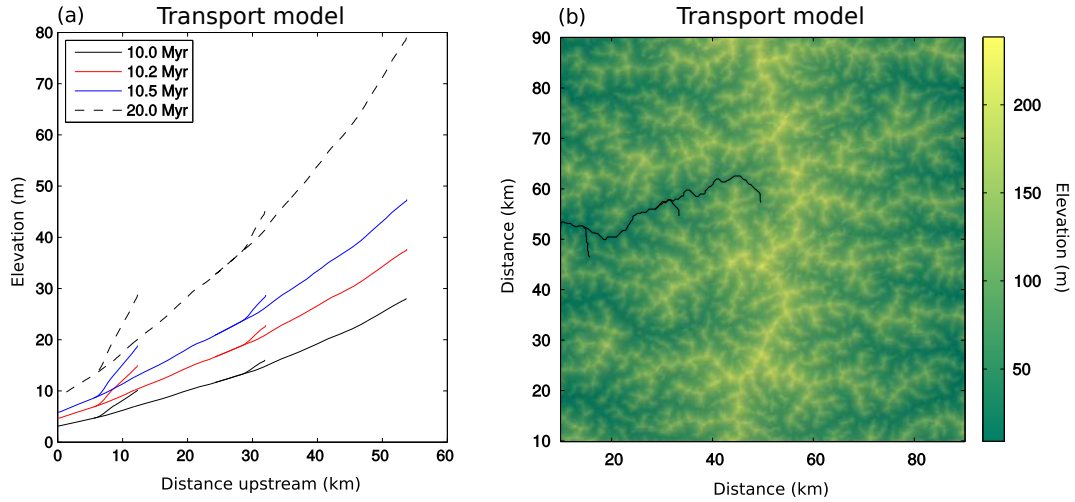 (a) Transport model
80
70
60
50
40
30
20
10
0
Elevation (m)
10.0 Myr
10.2 Myr
10.5 Myr
20.0 Myr
0 10 20 30 40 50 60
Distance upstream (km)
(b) Transport model
90
80
70
60
50
40
30
20
10
Distance (km)
20 40 60 80
Distance (km)
200
150
100
50
Elevation (m)